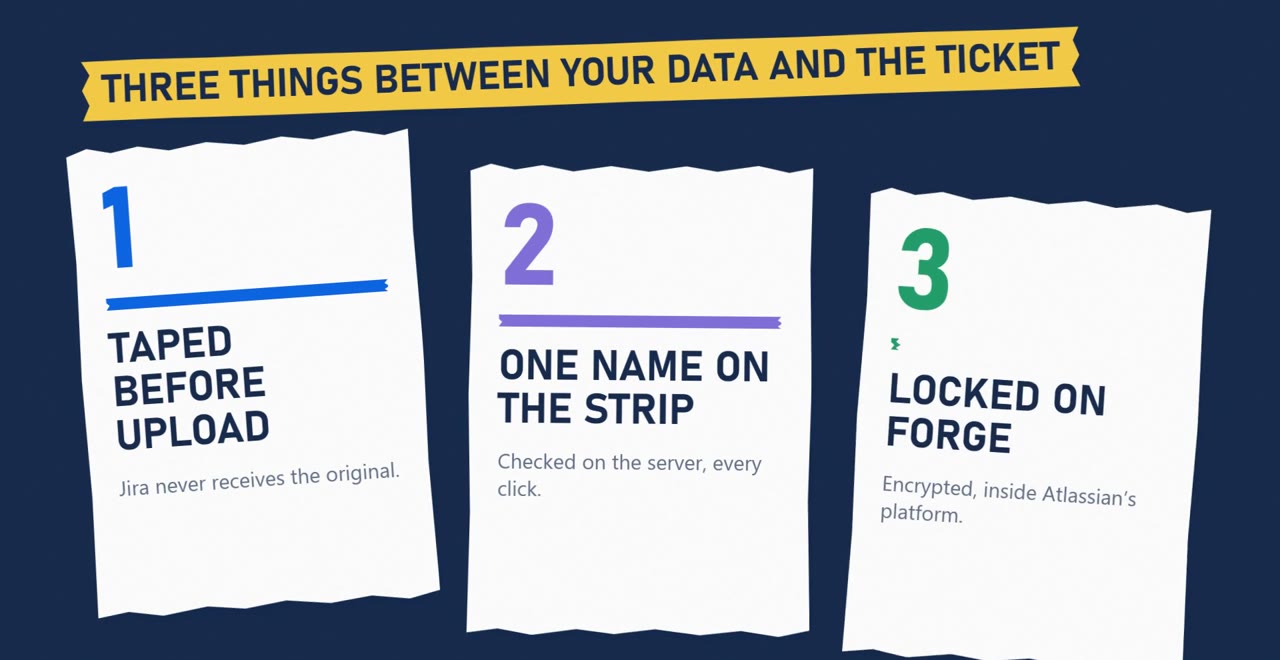 THREE THINGS BETWEEN YOUR DATA AND THE TICKET
1
TAPED
BEFORE
UPLOAD
Jira never receives the original.
2
ONE NAME ON
THE STRIP
Checked on the server, every
click.
3
LOCKED ON
FORGE
Encrypted, inside Atlassian’s
platform.